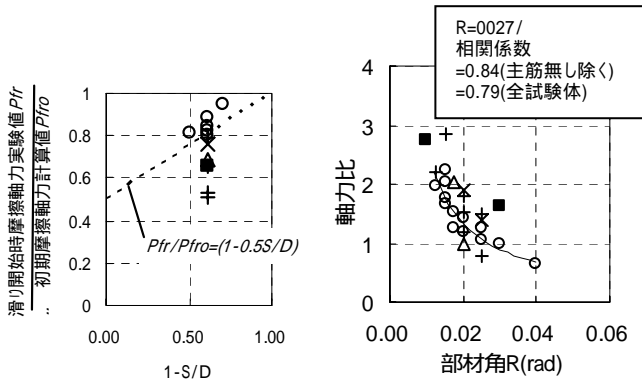 滑り開始時摩擦軸力実験値Pfr
初期摩擦軸力計算値Pfro
1
0.8
0.6
0.4
0.2
0
Pfr/Pfro=(1-0.5S/D)
0.00 0.50 1.00
1-S/D
R=0027/
相関係数
=0.84(主筋無し除く)
=0.79(全試験体)
軸力比
4
3
2
1
0
0.00 0.02 0.04 0.06
部材角R(rad)